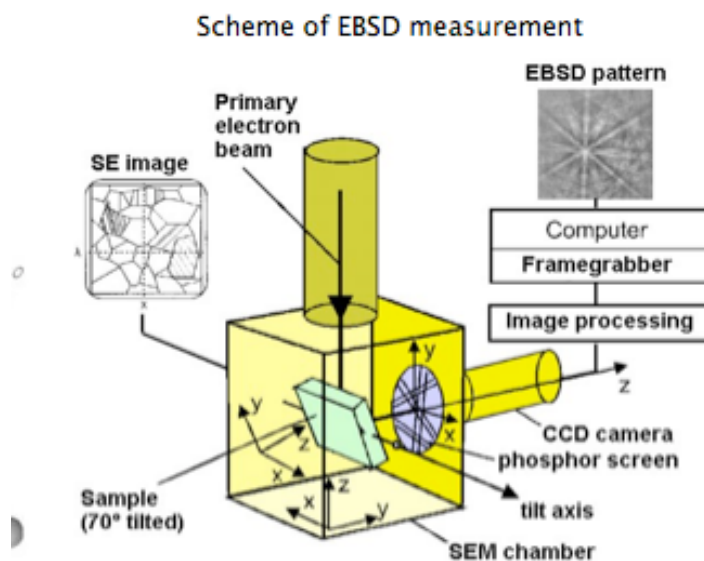 Scheme of EBSD measurement
EBSD pattern
Primary
electron
beam
SE image
Computer
Framegrabber
Image processing
x
y
z
x
CCD camera
phosphor screen
y
z
x
Sample
(70° tilted)
z
x
y
tilt axis
SEM chamber